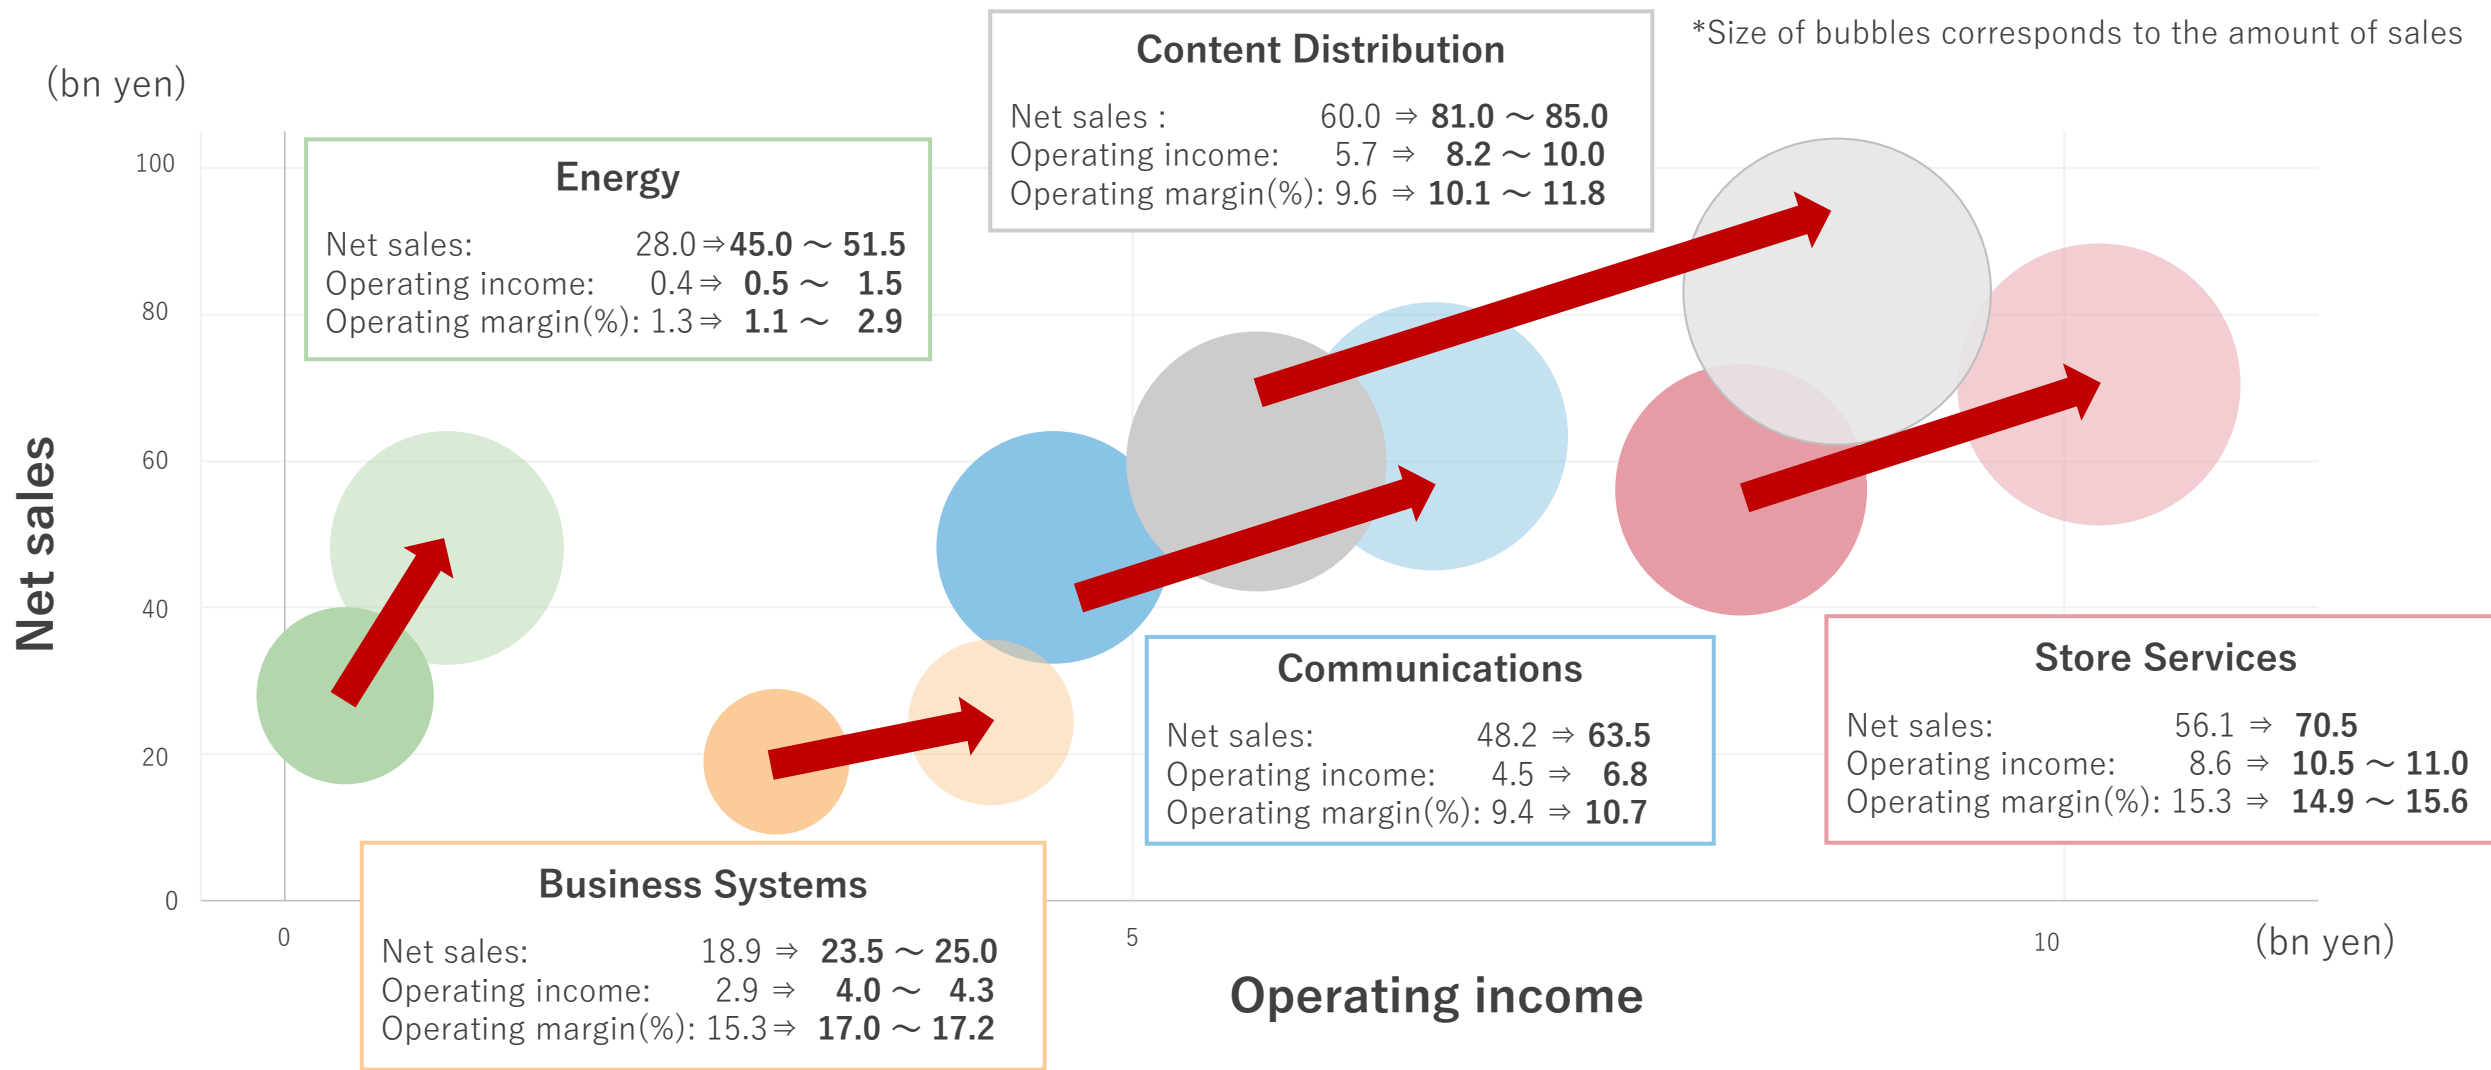 *Size of bubbles corresponds to the amount of sales
(bn yen)
Content Distribution
Net sales : 60.0 ⇒ 81.0 ～ 85.0
Operating income: 5.7 ⇒ 8.2 ～ 10.0
Operating margin(%): 9.6 ⇒ 10.1 ～ 11.8
Energy
Net sales: 28.0⇒45.0 ～ 51.5
Operating income: 0.4⇒ 0.5 ～ 1.5
Operating margin(%): 1.3⇒ 1.1 ～ 2.9
Net sales
100
80
60
40
20
0
Communications
Net sales: 48.2 ⇒ 63.5
Operating income: 4.5 ⇒ 6.8
Operating margin(%): 9.4 ⇒ 10.7
Store Services
Net sales: 56.1 ⇒ 70.5
Operating income: 8.6 ⇒ 10.5 ～ 11.0
Operating margin(%): 15.3 ⇒ 14.9 ～ 15.6
Business Systems
Net sales: 18.9 ⇒ 23.5 ～ 25.0
Operating income: 2.9 ⇒ 4.0 ～ 4.3
Operating margin(%): 15.3⇒ 17.0 ～ 17.2
0
5
10
(bn yen)
Operating income